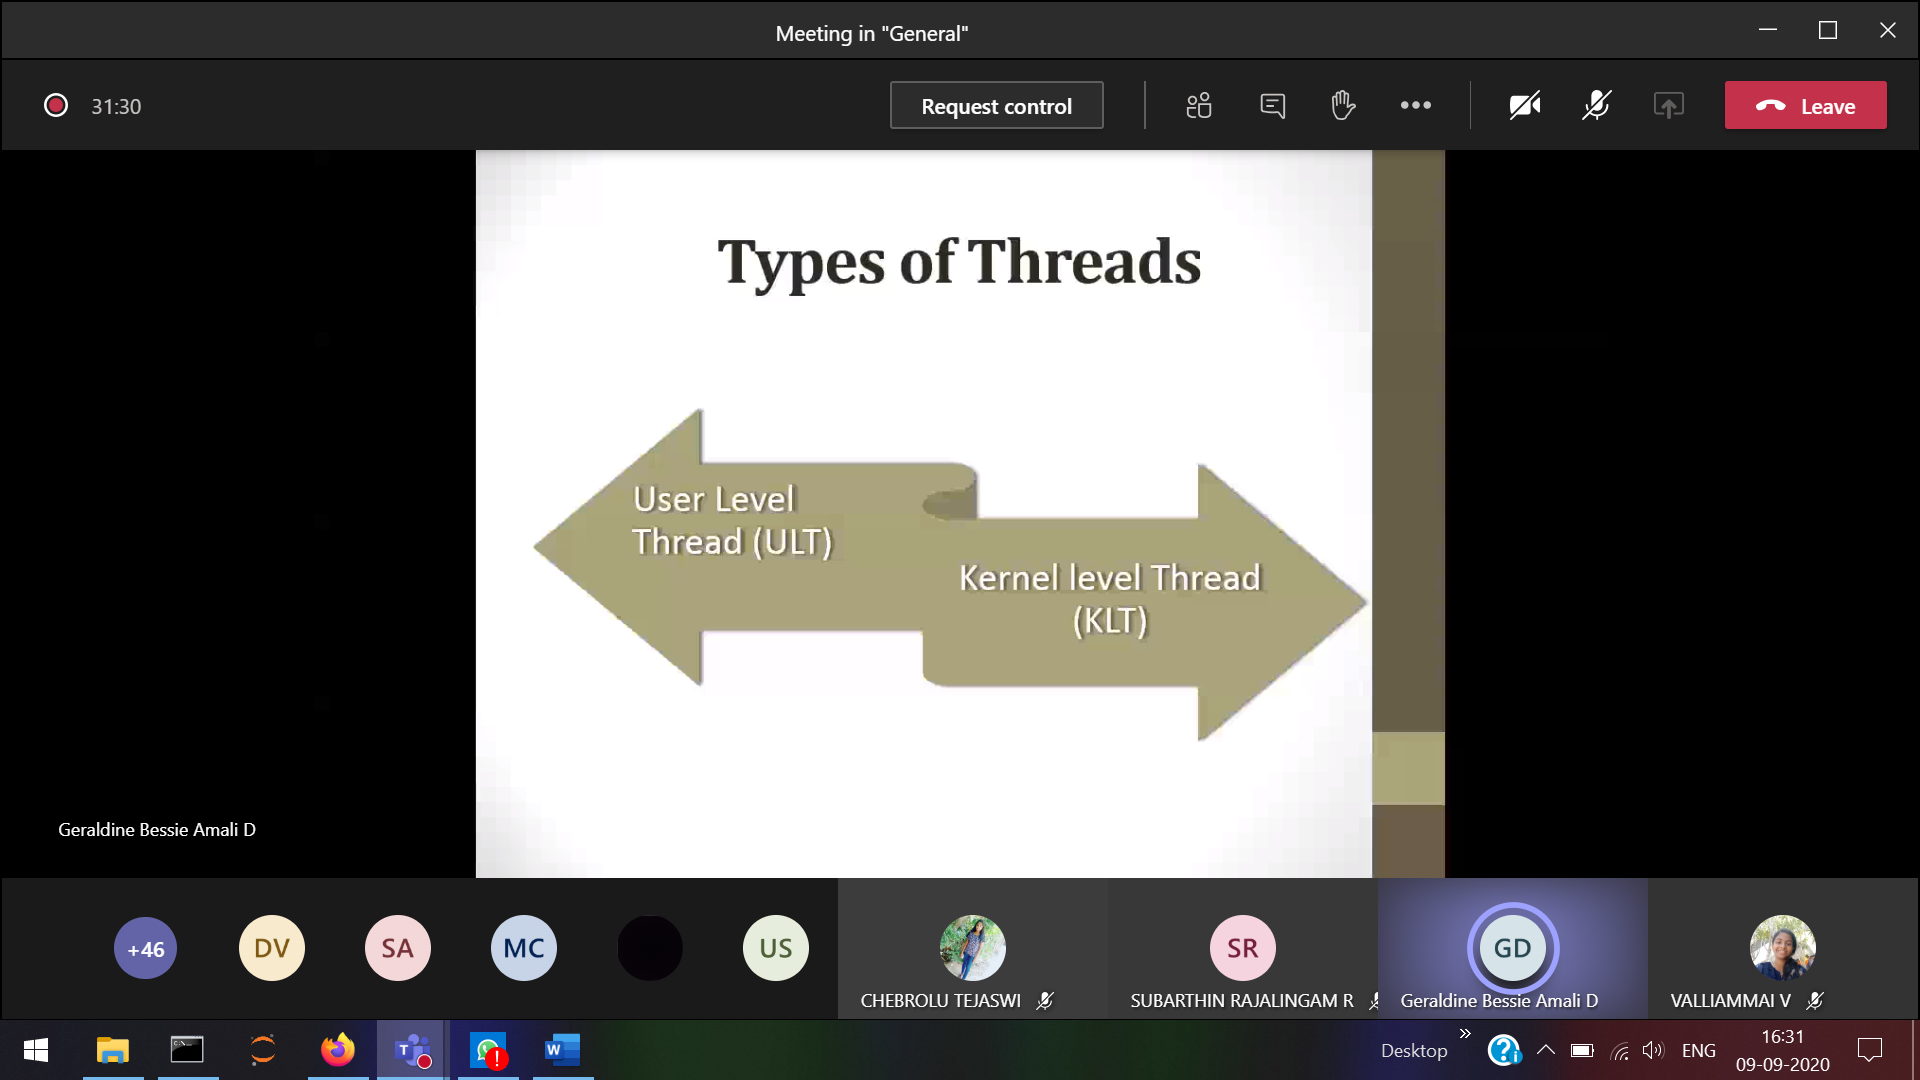 Meeting in "General"
31:30
Request control
Leave
Types of Threads
User Level
Thread (ULT)
Kernel level Thread
(KLT)
Geraldine Bessie Amali D
+46
DV
SA
MC
US
SR
GD
CHEBROLU TEJASWI
SUBARTHIN RAJALINGAM R
Geraldine Bessie Amali D
VALLIAMMAI V
Desktop
ENG
16:31
09-09-2020